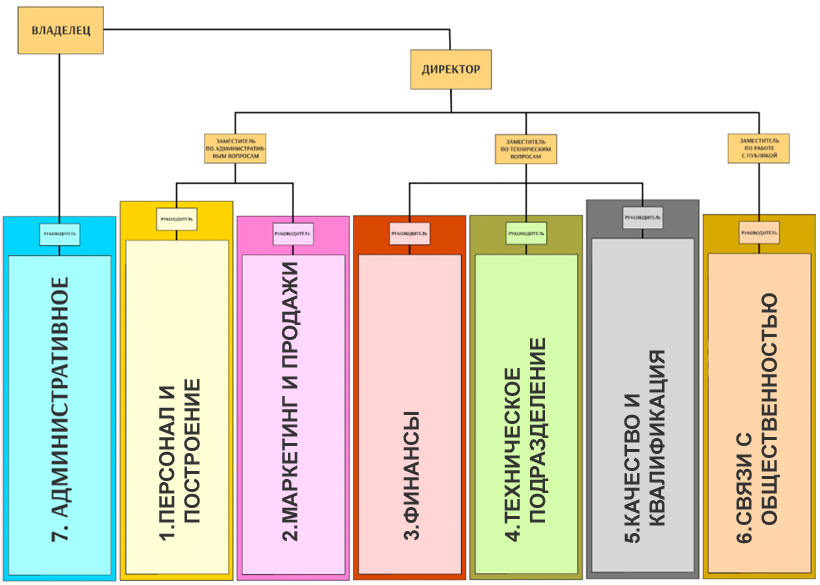 ВЛАДЕЛЕЦ
ДИРЕКТОР
ЗАМЕСТИТЕЛЬ
ПО АДМИНИСТРАТИВ-
НЫМ ВОПРОСАМ
ЗАМЕСТИТЕЛЬ
ПО ТЕХНИЧЕСКИМ
ВОПРОСАМ
ЗАМЕСТИТЕЛЬ
ПО РАБОТЕ
С ПУБЛИКОЙ
РУКОВОДИТЕЛЬ
РУКОВОДИТЕЛЬ
РУКОВОДИТЕЛЬ
РУКОВОДИТЕЛЬ
РУКОВОДИТЕЛЬ
РУКОВОДИТЕЛЬ
РУКОВОДИТЕЛЬ
7. АДМИНИСТРАТИВНОЕ
1.ПЕРСОНАЛ И
ПОСТРОЕНИЕ
2.МАРКЕТИНГ И ПРОДАЖИ
3.ФИНАНСЫ
4.ТЕХНИЧЕСКОЕ
ПОДРАЗДЕЛЕНИЕ
5.КАЧЕСТВО И
КВАЛИФИКАЦИЯ
6.СВЯЗИ С
ОБЩЕСТВЕННОСТЬЮ